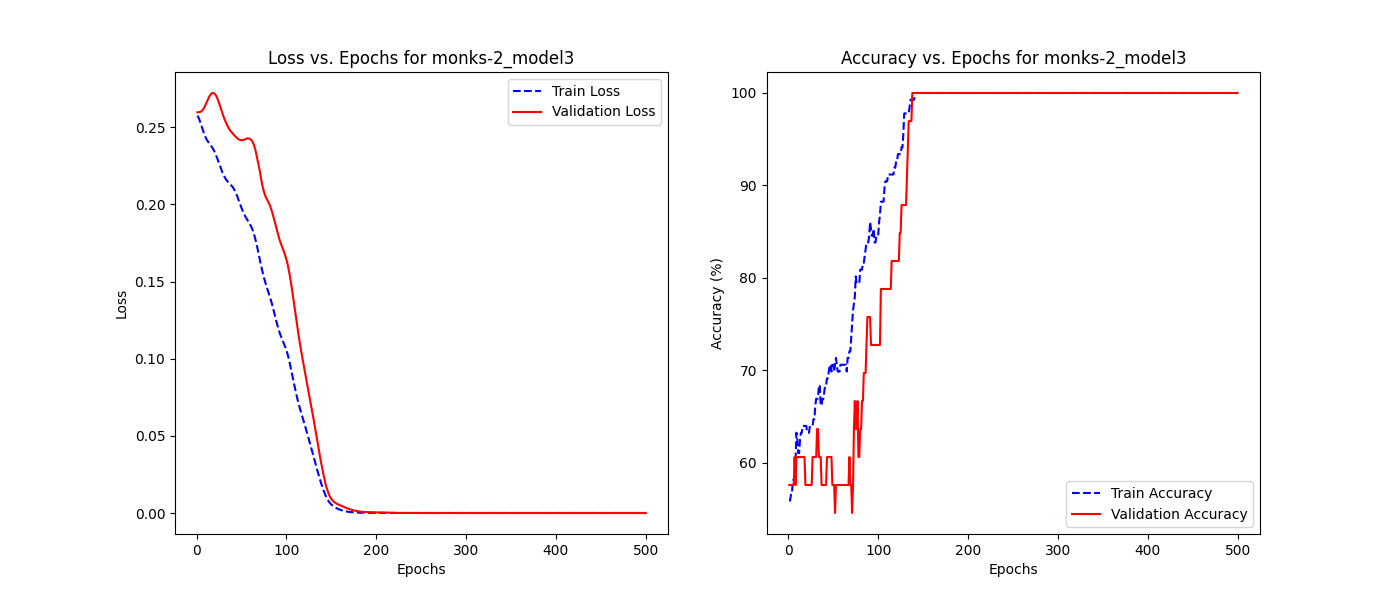 Loss vs. Epochs for monks-2_model3
Train Loss
Validation Loss
0.25
0.20
0.15
0.10
0.05
0.00
Loss
0 100 200 300 400 500
Epochs
Accuracy vs. Epochs for monks-2_model3
100
90
80
70
60
Accuracy (%)
Train Accuracy
Validation Accuracy
0 100 200 300 400 500
Epochs